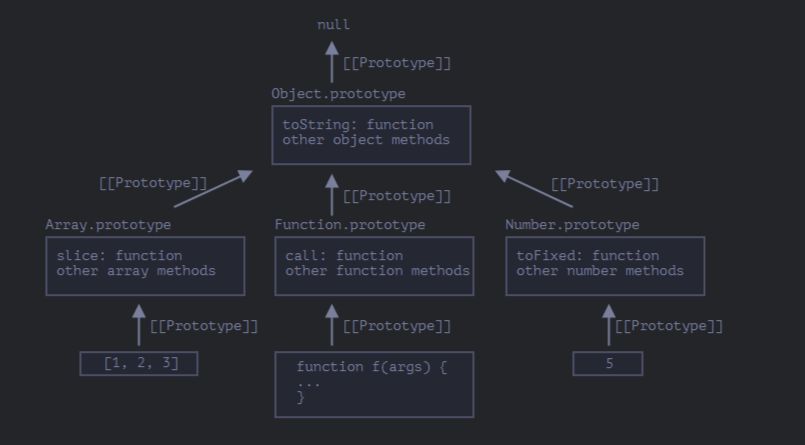 null
[[Prototype]]
Object.prototype
toString: function
other object methods
[[Prototype]]
[[Prototype]]
[[Prototype]]
Array.prototype
slice: function
other array methods
Function.prototype
call: function
other function methods
Number.prototype
toFixed: function
other number methods
[[Prototype]]
[[Prototype]]
[[Prototype]]
[1, 2, 3]
function f(args) {
...
}
5